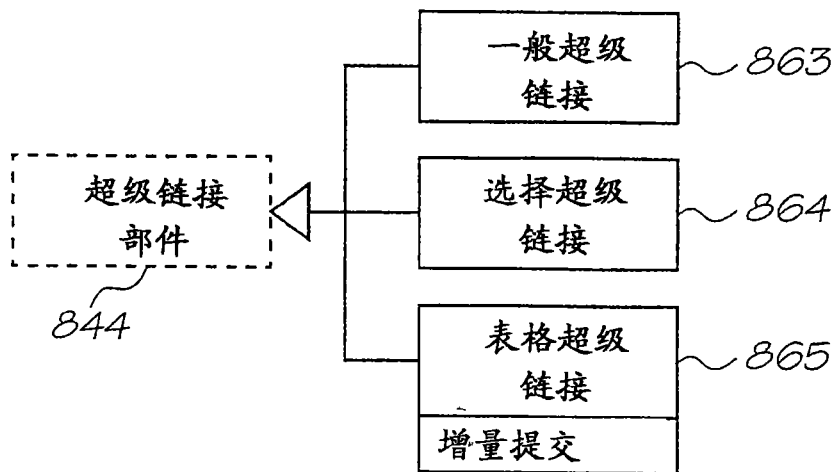 一般超级
链接
863
超级链接
部件
844
选择超级
链接
864
表格超级
链接
865
增量提交